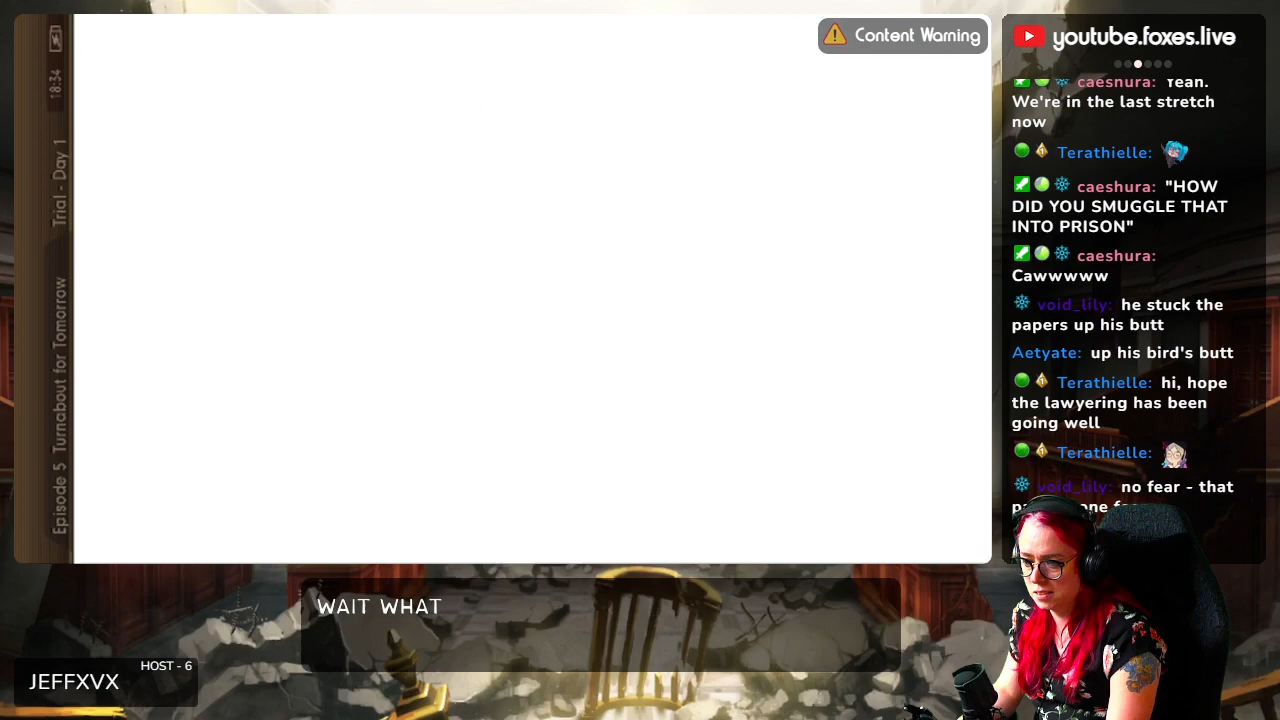 Episode 5 Turnabout for Tomorrow Trial - Day 1 18:34
Content Warning
youtube.foxes.live
caeshura: Yeah.
We're in the last stretch
now
Terathielle:
caeshura: "HOW
DID YOU SMUGGLE THAT
INTO PRISON"
caeshura:
Cawwwww
void_lily: he stuck the
papers up his butt
Aetyate: up his bird's butt
Terathielle: hi, hope
the lawyering has been
going well
Terathielle:
void_lily: no fear - that
WAIT WHAT
HOST - 6
JEFFXVX